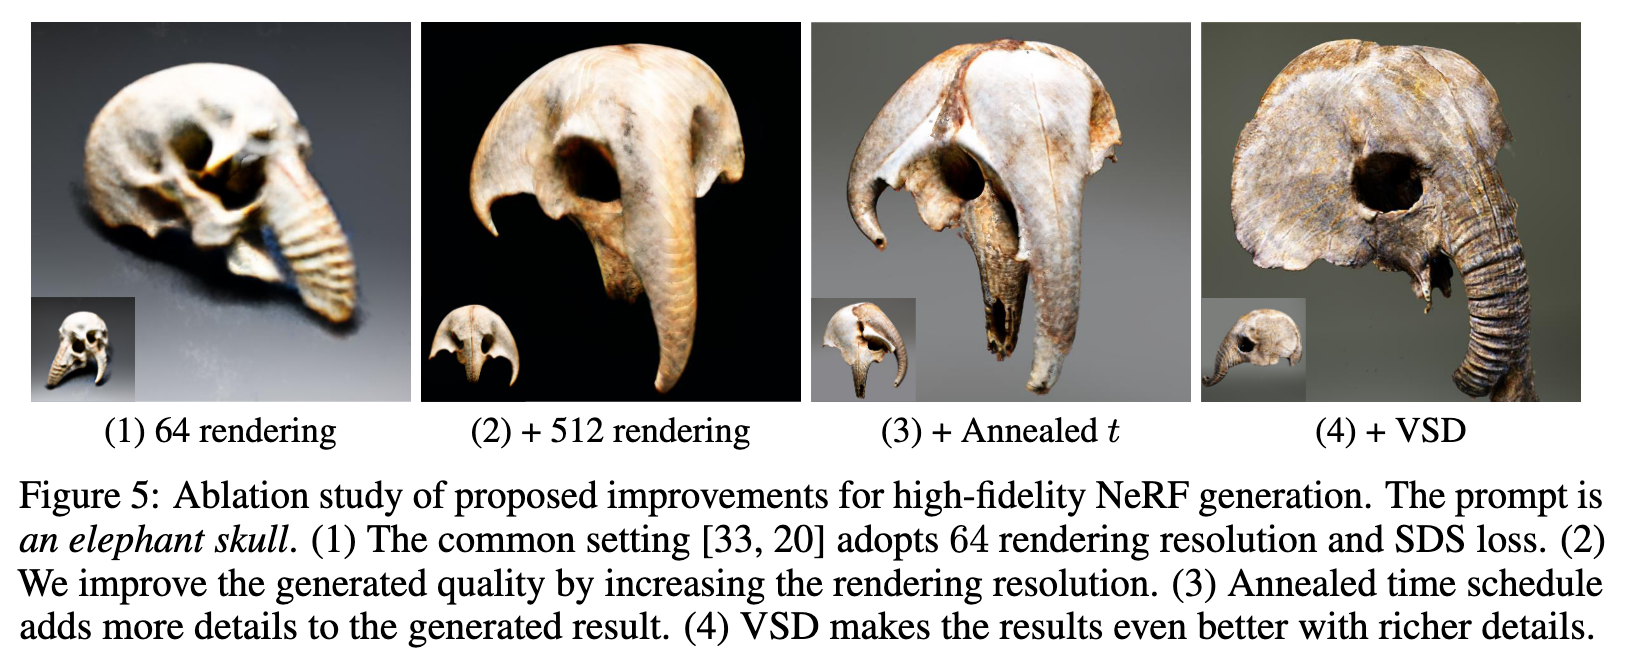 (1) 64 rendering
(2) + 512 rendering
(3) + Annealed t
(4) + VSD
Figure 5: Ablation study of proposed improvements for high-fidelity NeRF generation. The prompt is
an elephant skull. (1) The common setting [33, 20] adopts 64 rendering resolution and SDS loss. (2)
We improve the generated quality by increasing the rendering resolution. (3) Annealed time schedule
adds more details to the generated result. (4) VSD makes the results even better with richer details.